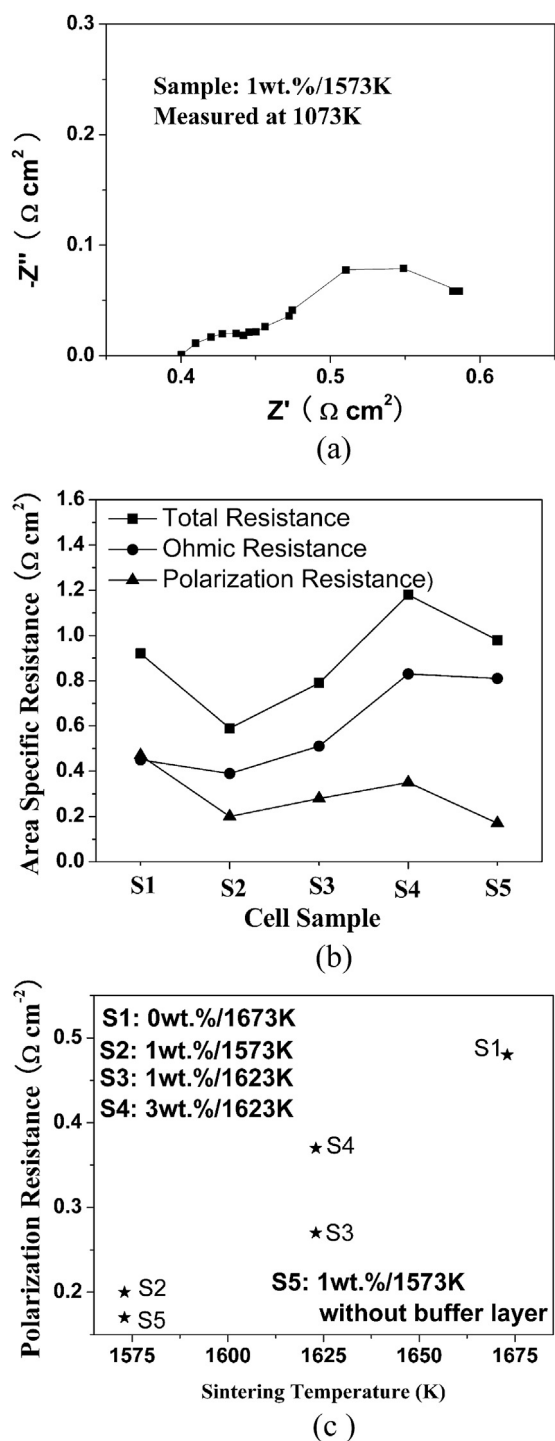 0.3
Sample: 1wt.%/1573K
Measured at 1073K
0.2
-Z" ( Ω cm²)
0.1
0.0
0.4 0.5 0.6
Z' ( Ω cm²)
(a)
1.6
Total Resistance
1.4
Ohmic Resistance
1.2
Polarization Resistance)
1.0
Area Specific Resistance (Ω cm²)
0.8
0.6
0.4
0.2
0.0
S1 S2 S3 S4 S5
Cell Sample
(b)
S1: 0wt.%/1673K
0.5
S2: 1wt.%/1573K
S1
S3: 1wt.%/1623K
S4: 3wt.%/1623K
0.4
S4
Polarization Resistance (Ω cm⁻²)
0.3
S3
S5: 1wt.%/1573K
without buffer layer
0.2
S2
S5
1575 1600 1625 1650 1675
Sintering Temperature (K)
(c)